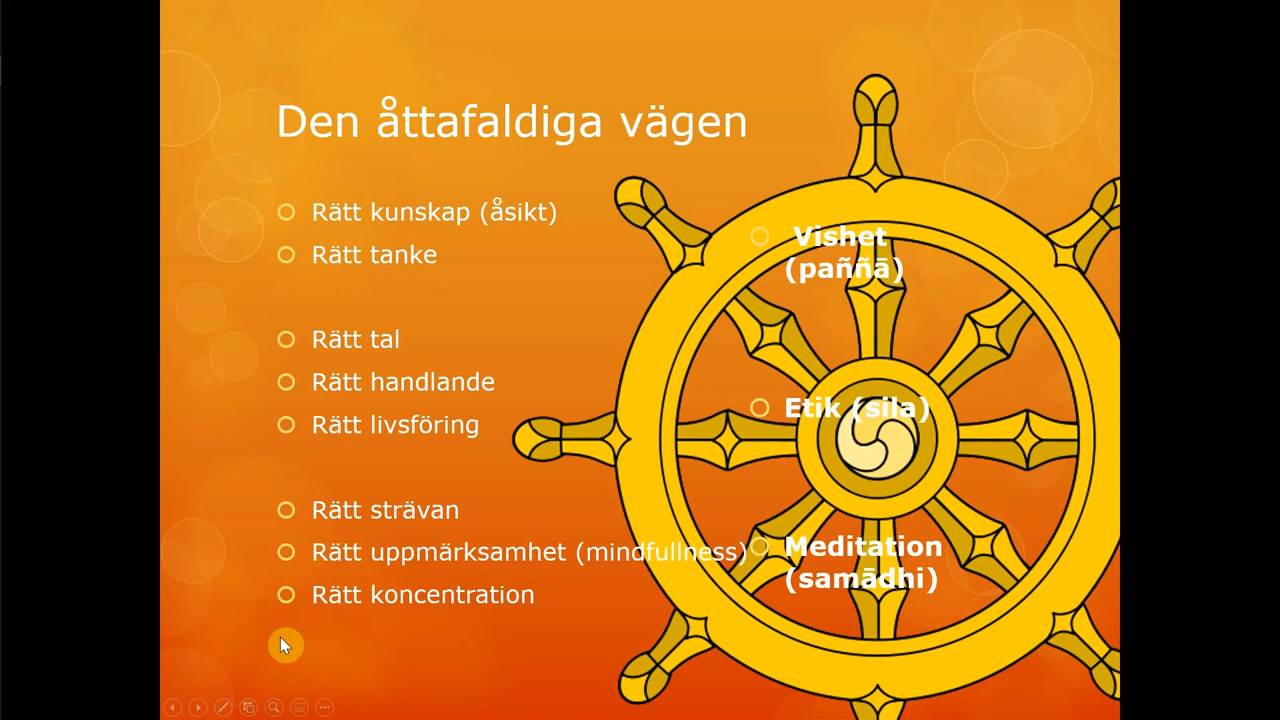 Den åttafaldiga vägen
Rätt kunskap (åsikt)
Rätt tanke
Rätt tal
Rätt handlande
Rätt livsföring
Rätt strävan
Rätt uppmärksamhet (mindfullness)
Rätt koncentration
Vishet
(paññā)
Etik (sila)
Meditation
(samādhi)